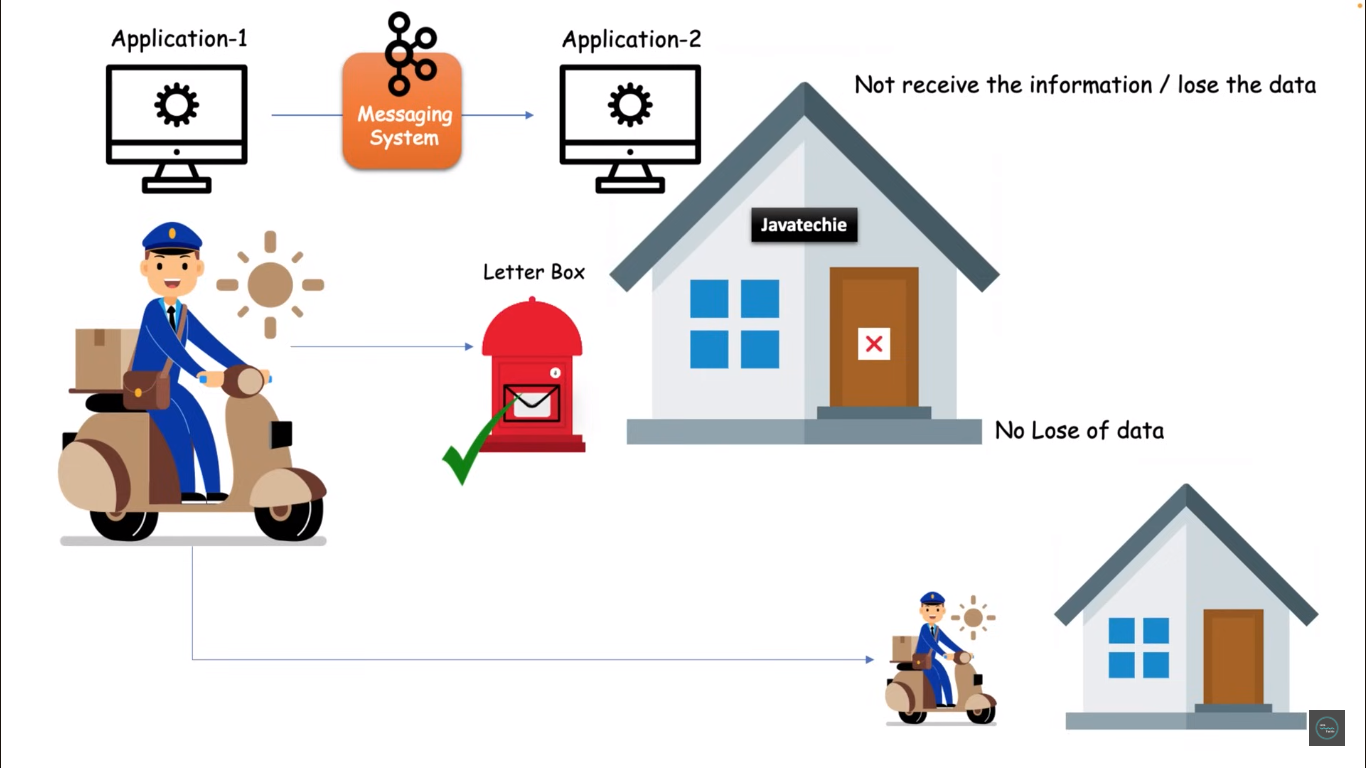 Application-1
Application-2
Messaging
System
Not receive the information / lose the data
Javatechie
Letter Box
No Lose of data